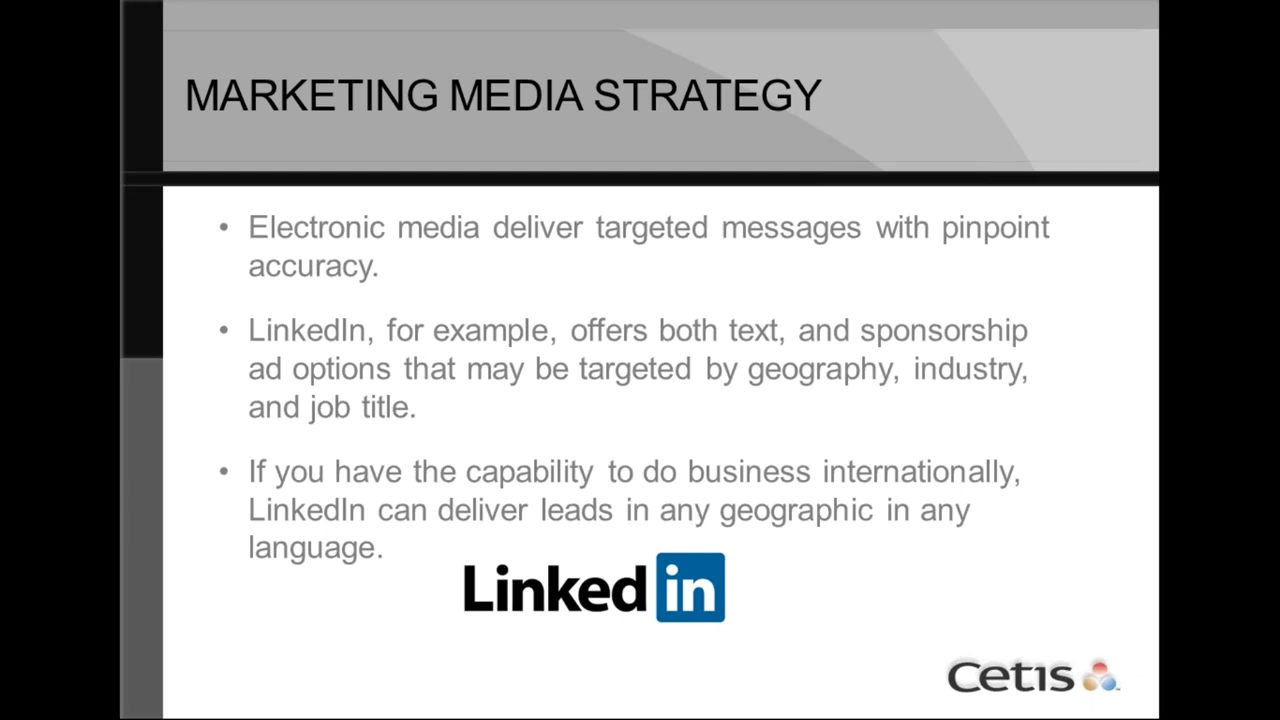 MARKETING MEDIA STRATEGY
• Electronic media deliver targeted messages with pinpoint
accuracy.
• LinkedIn, for example, offers both text, and sponsorship
ad options that may be targeted by geography, industry,
and job title.
• If you have the capability to do business internationally,
LinkedIn can deliver leads in any geographic in any
language.
Linked in
Cetis